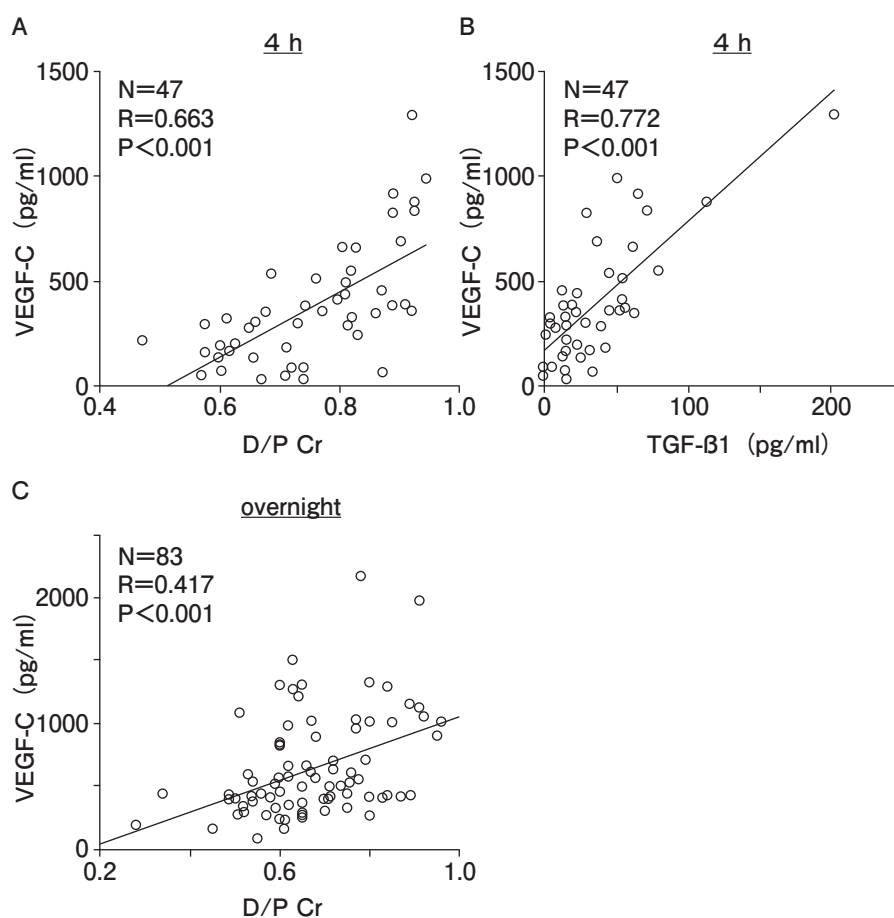 A
4 h
1500
N=47
R=0.663
P<0.001
1000
500
0
VEGF-C (pg/ml)
0.4
0.6
0.8
1.0
D/P Cr
B
4 h
1500
N=47
R=0.772
P<0.001
1000
500
0
VEGF-C (pg/ml)
0
100
200
TGF-ß1 (pg/ml)
C
overnight
N=83
R=0.417
P<0.001
2000
1000
0
VEGF-C (pg/ml)
0.2
0.6
1.0
D/P Cr